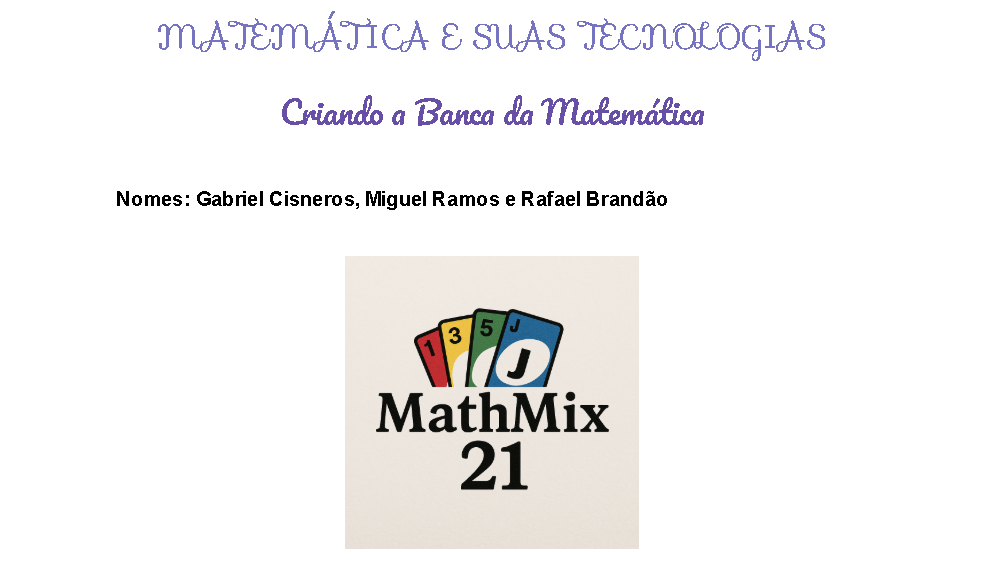 MATEMÁTICA E SUAS TECNOLOGIAS
Criando a Banca da Matemática
Nomes: Gabriel Cisneros, Miguel Ramos e Rafael Brandão
1 3 5 J
J
MathMix
21